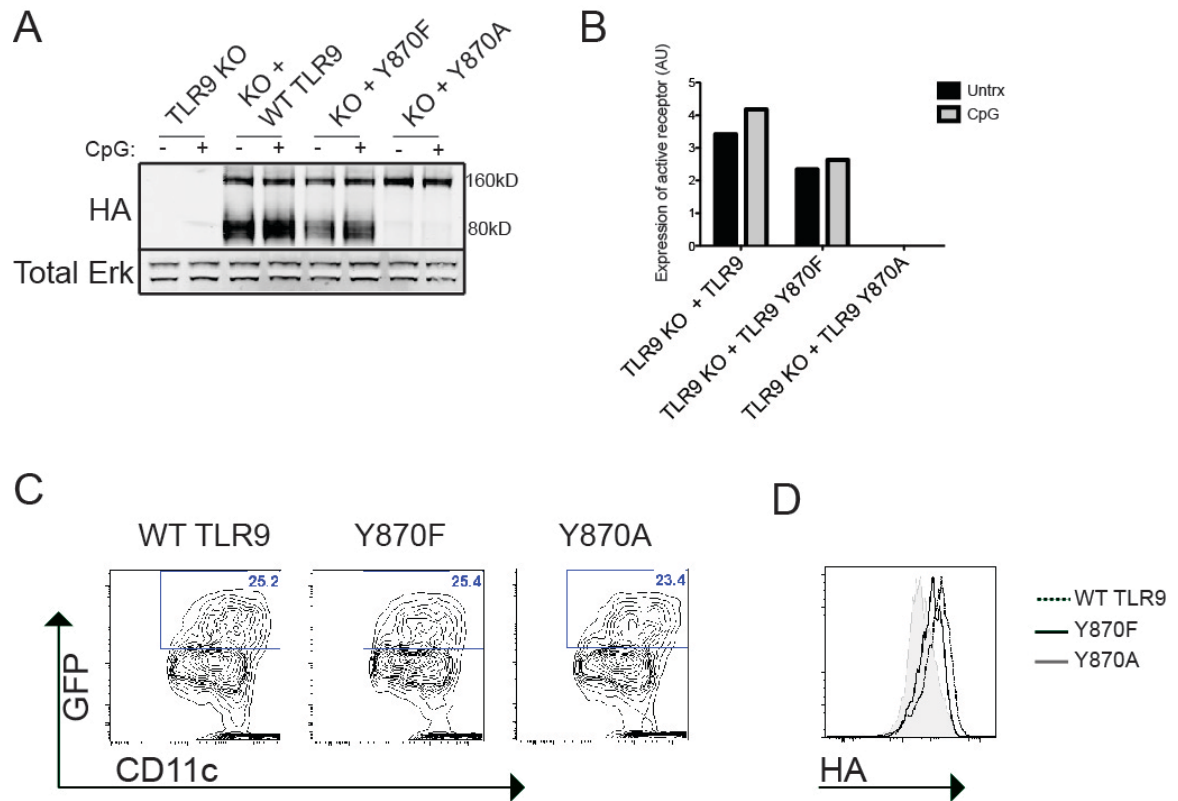 A
TLR9 KO
KO +
WT TLR9
KO + Y870F
KO + Y870A
CpG: - + - + - + - +
HA
160kD
80kD
Total Erk
B
Expression of active receptor (AU)
5
4
3
2
1
0
Untrx
CpG
TLR9 KO + TLR9
TLR9 KO + TLR9 Y870F
TLR9 KO + TLR9 Y870A
C
WT TLR9
Y870F
Y870A
25.2
25.4
23.4
GFP
CD11c
D
WT TLR9
Y870F
Y870A
HA